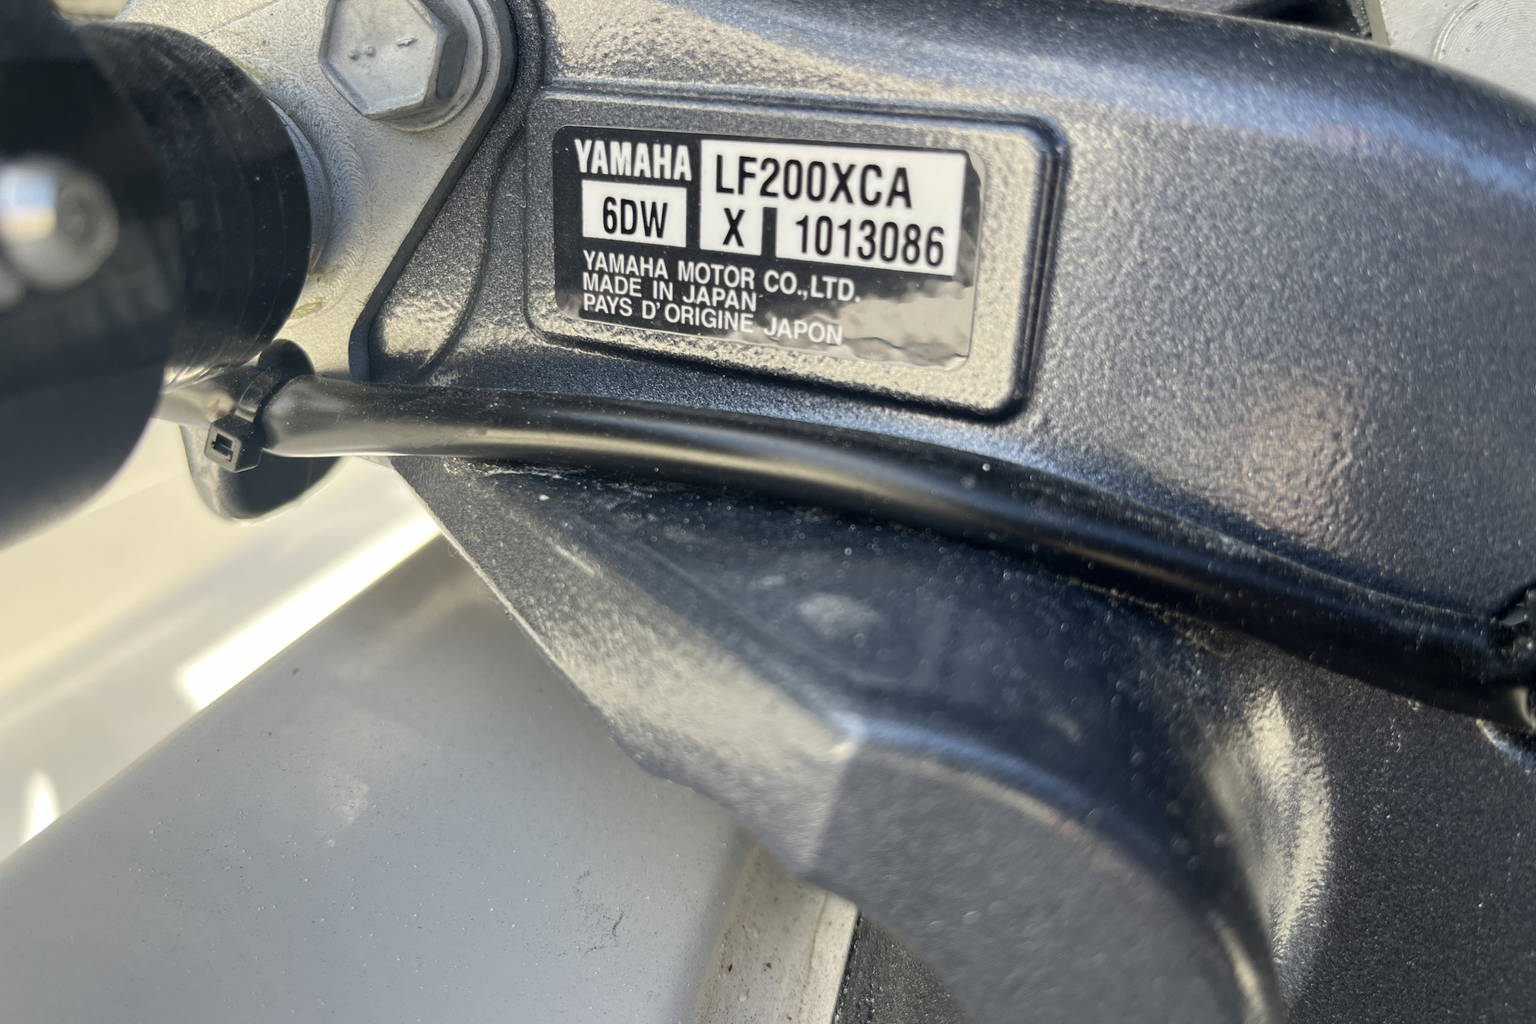 YAMAHA LF200XCA
6DW X 1013086
YAMAHA MOTOR CO.,LTD.
MADE IN JAPAN
PAYS D'ORIGINE JAPON